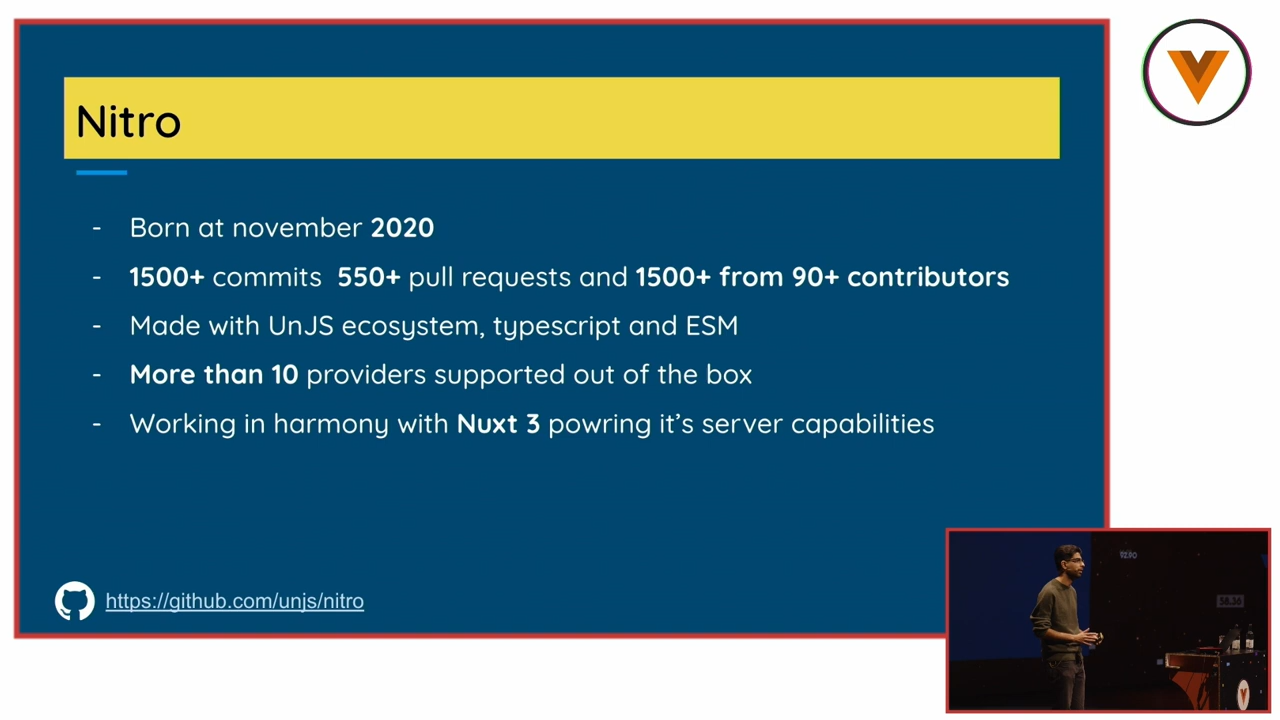 Nitro
- Born at november 2020
- 1500+ commits 550+ pull requests and 1500+ from 90+ contributors
- Made with UnJS ecosystem, typescript and ESM
- More than 10 providers supported out of the box
- Working in harmony with Nuxt 3 powring it’s server capabilities
https://github.com/unjs/nitro